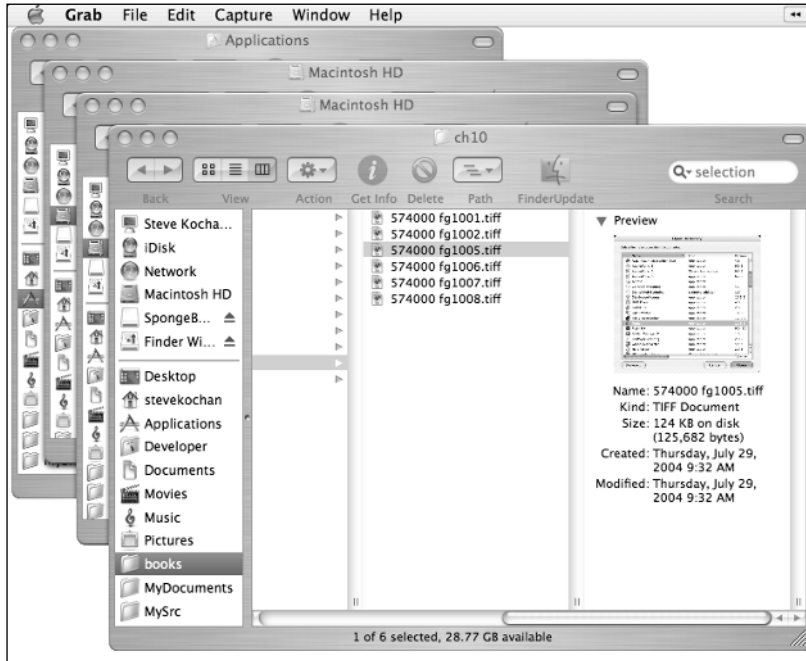 Grab File Edit Capture Window Help
Applications
Macintosh HD
Macintosh HD
ch10
selection
Back View Action Get Info Delete Path FinderUpdate Search
Steve Kocha...
iDisk
Network
Macintosh HD
SpongeB...
Finder Wi...
Desktop
stevekochan
Applications
Developer
Documents
Movies
Music
Pictures
books
MyDocuments
MySrc
574000 fg1001.tiff
574000 fg1002.tiff
574000 fg1005.tiff
574000 fg1006.tiff
574000 fg1007.tiff
574000 fg1008.tiff
Preview
Name: 574000 fg1005.tiff
Kind: TIFF Document
Size: 124 KB on disk
(125,682 bytes)
Created: Thursday, July 29,
2004 9:32 AM
Modified: Thursday, July 29,
2004 9:32 AM
1 of 6 selected, 28.77 GB available